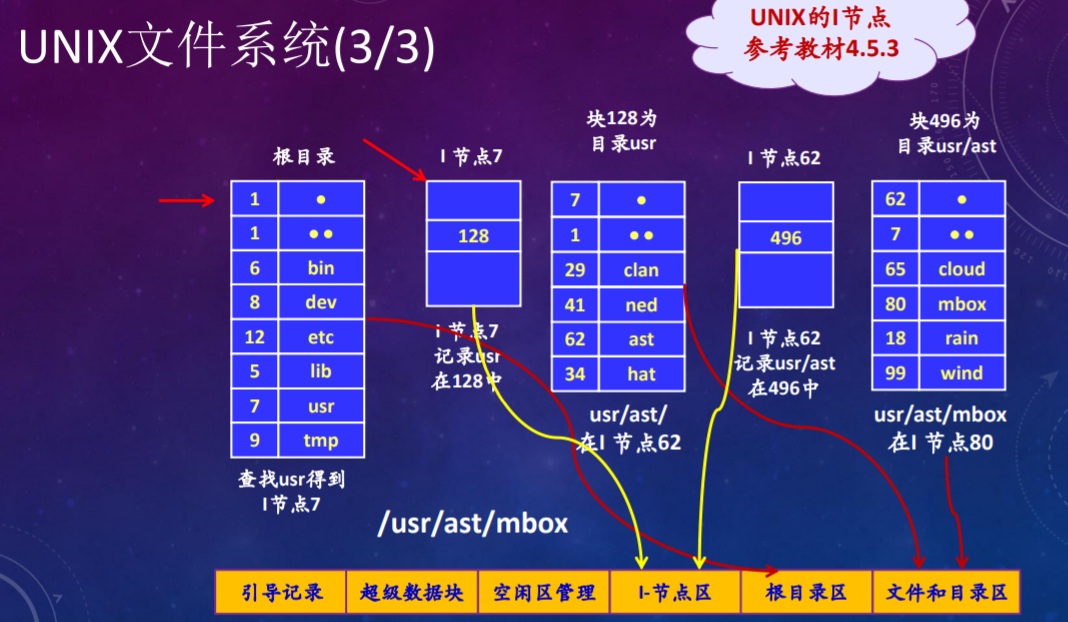 UNIX文件系统(3/3)
UNIX的I节点
参考教材4.5.3
根目录
1 •
1 ••
6 bin
8 dev
12 etc
5 lib
7 usr
9 tmp
查找usr得到
I节点7
I 节点7
128
I 节点7
记录usr
在128中
块128为
目录usr
7 •
1 ••
29 clan
41 ned
62 ast
34 hat
usr/ast/
在I 节点62
I 节点62
496
I 节点62
记录usr/ast
在496中
块496为
目录usr/ast
62 •
7 ••
65 cloud
80 mbox
18 rain
99 wind
usr/ast/mbox
在I 节点80
/usr/ast/mbox
引导记录 超级数据块 空闲区管理 I-节点区 根目录区 文件和目录区